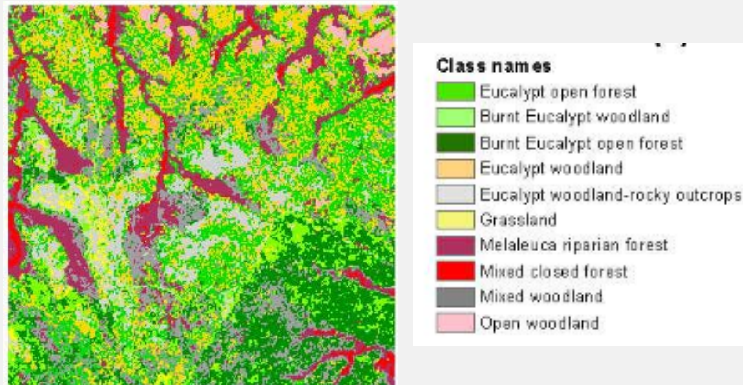 Class names
Eucalypt open forest
Burnt Eucalypt woodland
Burnt Eucalypt open forest
Eucalypt woodland
Eucalypt woodland-rocky outcrops
Grassland
Melaleuca riparian forest
Mixed closed forest
Mixed woodland
Open woodland